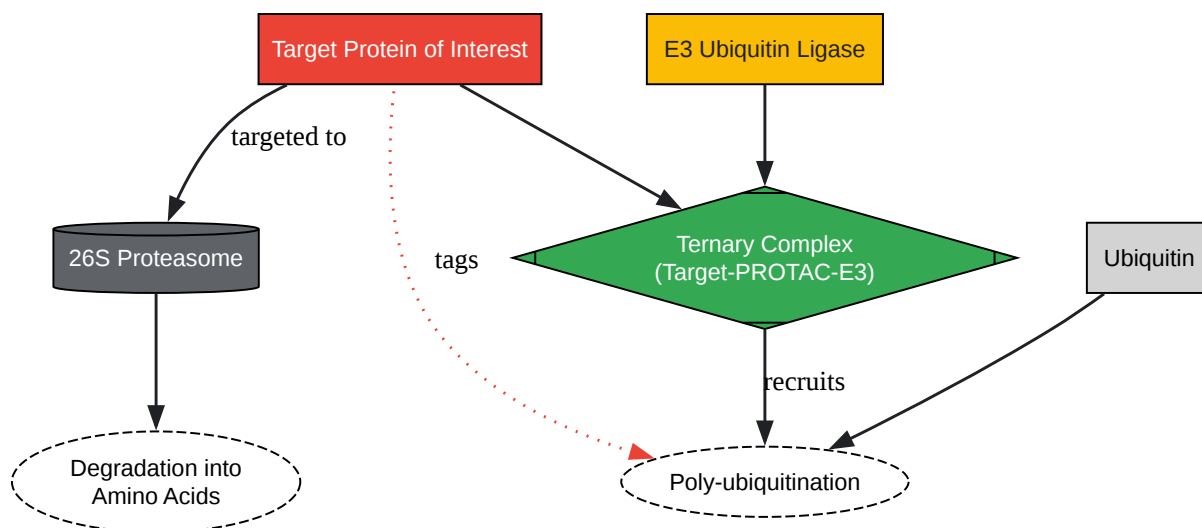 Target Protein of Interest
E3 Ubiquitin Ligase
targeted to
26S Proteasome
tags
Ternary Complex
(Target-PROTAC-E3)
Ubiquitin
recruits
Degradation into
Amino Acids
Poly-ubiquitination